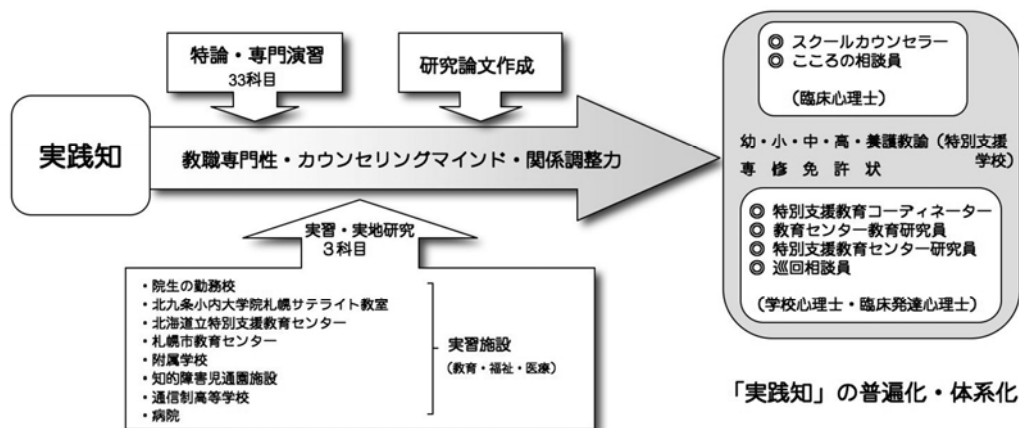 特論・専門演習
33科目
研究論文作成
実践知
教職専門性・カウンセリングマインド・関係調整力
実習・実地研究
3科目
・院生の勤務校
・北九条小内大学院札幌サテライト教室
・北海道立特別支援教育センター
・札幌市教育センター
・附属学校
・知的障害児通園施設
・通信制高等学校
・病院
実習施設
（教育・福祉・医療）
◎ スクールカウンセラー
◎ こころの相談員
（臨床心理士）
幼・小・中・高・養護教諭（特別支援
学校）
専 修 免 許 状
◎ 特別支援教育コーディネーター
◎ 教育センター教育研究員
◎ 特別支援教育センター研究員
◎ 巡回相談員
（学校心理士・臨床発達心理士）
「実践知」の普遍化・体系化